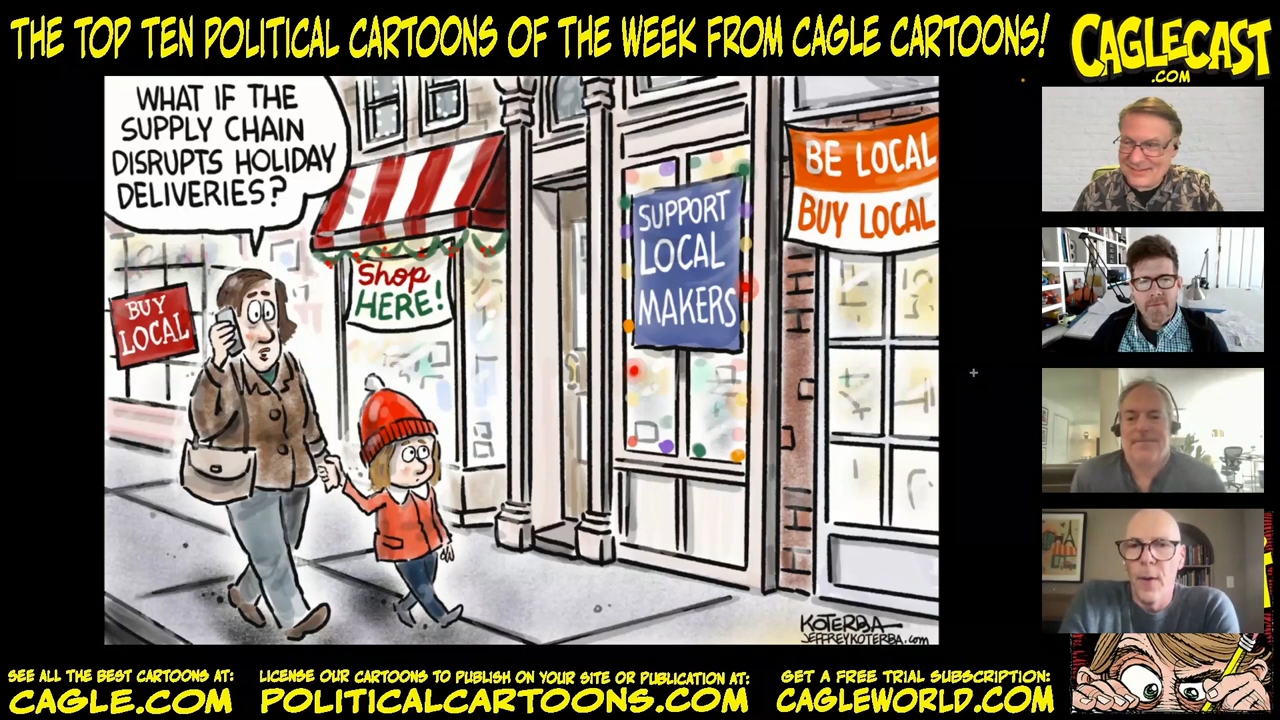 THE TOP TEN POLITICAL CARTOONS OF THE WEEK FROM CAGLE CARTOONS!
CAGLECAST
.COM
WHAT IF THE
SUPPLY CHAIN
DISRUPTS HOLIDAY
DELIVERIES?
BUY
LOCAL
Shop
HERE!
SUPPORT
LOCAL
MAKERS
BE LOCAL
BUY LOCAL
KOTERBA
JEFFREYKOTERBA.com
SEE ALL THE BEST CARTOONS AT:
CAGLE.COM
LICENSE OUR CARTOONS TO PUBLISH ON YOUR SITE OR PUBLICATION AT:
POLITICALCARTOONS.COM
GET A FREE TRIAL SUBSCRIPTION:
CAGLEWORLD.COM